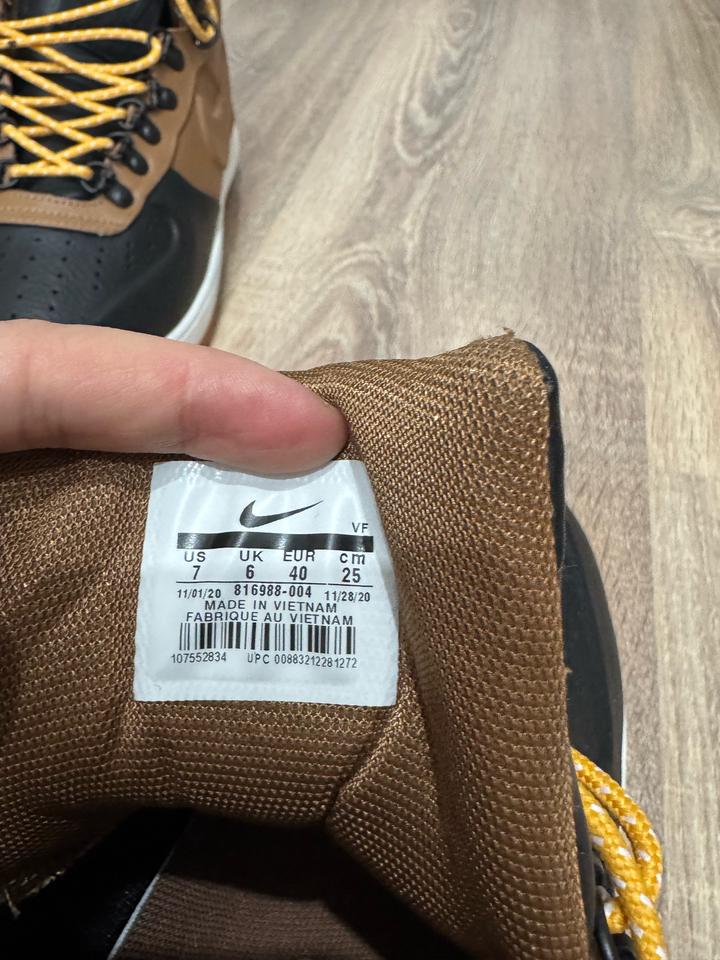 VF
US UK EUR cm
7 6 40 25
11/01/20 816988-004 11/28/20
MADE IN VIETNAM
FABRIQUE AU VIETNAM
107552834 UPC 00883212281272